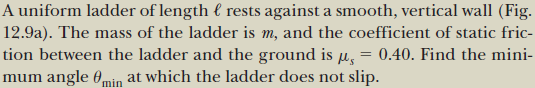 A uniform ladder of length ℓ rests against a smooth, vertical wall (Fig.
12.9a). The mass of the ladder is m, and the coefficient of static fric-
tion between the ladder and the ground is μs = 0.40. Find the mini-
mum angle θmin at which the ladder does not slip.